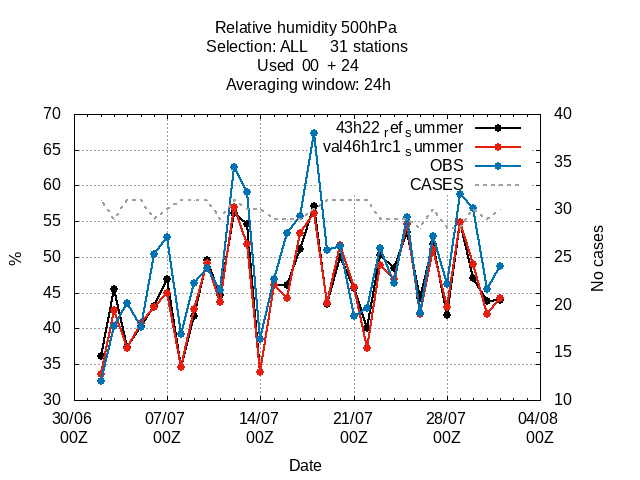 Relative humidity 500hPa
Selection: ALL     31 stations
Used  00  + 24
Averaging window: 24h
70
65
60
55
50
45
40
35
30
%
43h22 ref summer
val46h1rc1 summer
OBS
CASES
40
35
30
25
20
15
10
No cases
30/06 07/07 14/07 21/07 28/07 04/08
00Z 00Z 00Z 00Z 00Z 00Z
Date